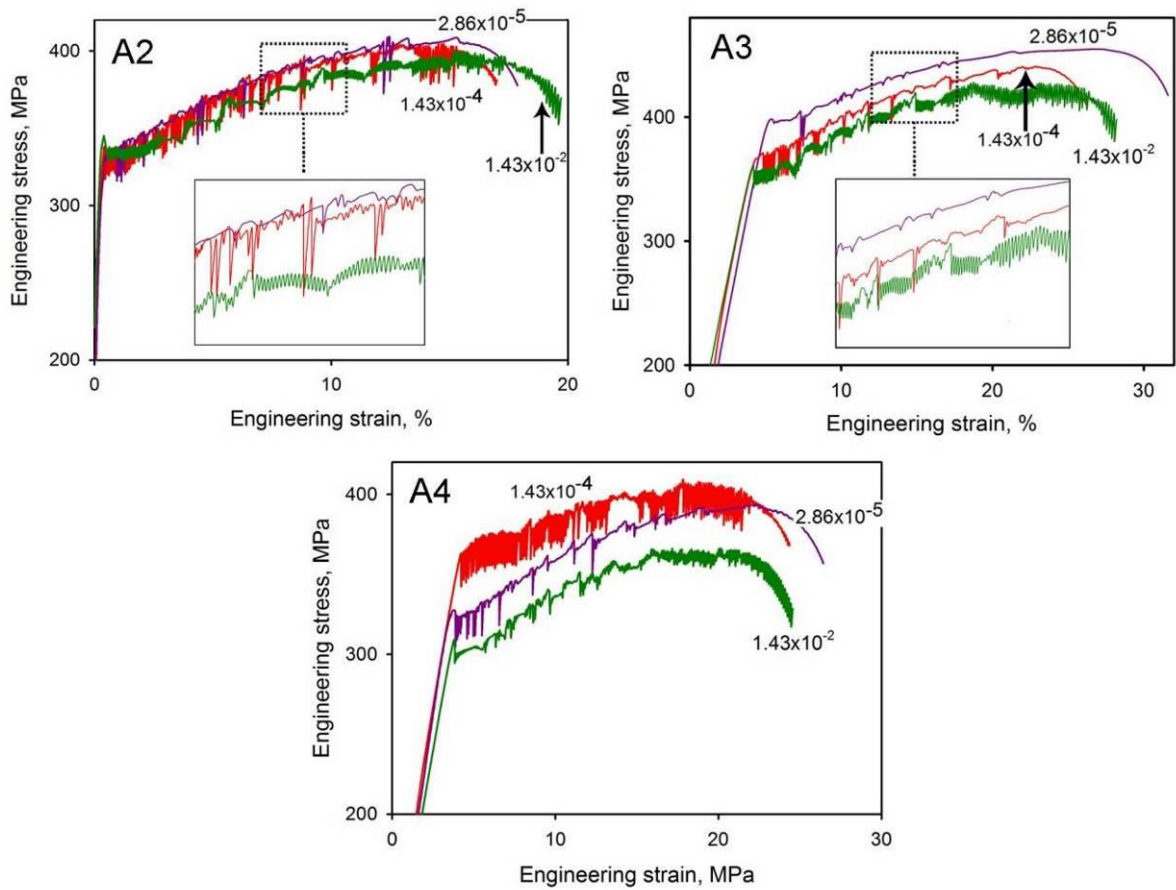 A2
2.86x10⁻⁵
400
300
200
1.43x10⁻⁴
1.43x10⁻²
0
10
20
Engineering strain, %
Engineering stress, MPa
A3
2.86x10⁻⁵
400
300
200
1.43x10⁻⁴
1.43x10⁻²
0
10
20
30
Engineering strain, %
Engineering stress, MPa
A4
1.43x10⁻⁴
2.86x10⁻⁵
400
300
200
1.43x10⁻²
0
10
20
30
Engineering strain, MPa
Engineering stress, MPa